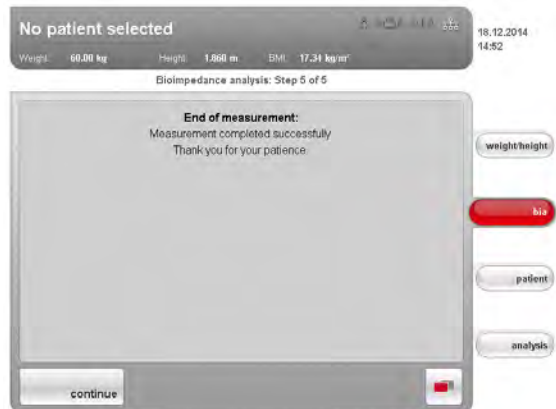 No patient selected
18.12.2014
14:52
Weight: 60.00 kg Height: 1.860 m BMI: 17.34 kg/m²
Bioimpedance analysis: Step 5 of 5
End of measurement:
Measurement completed successfully
Thank you for your patience.
weight/height
bia
patient
analysis
continue